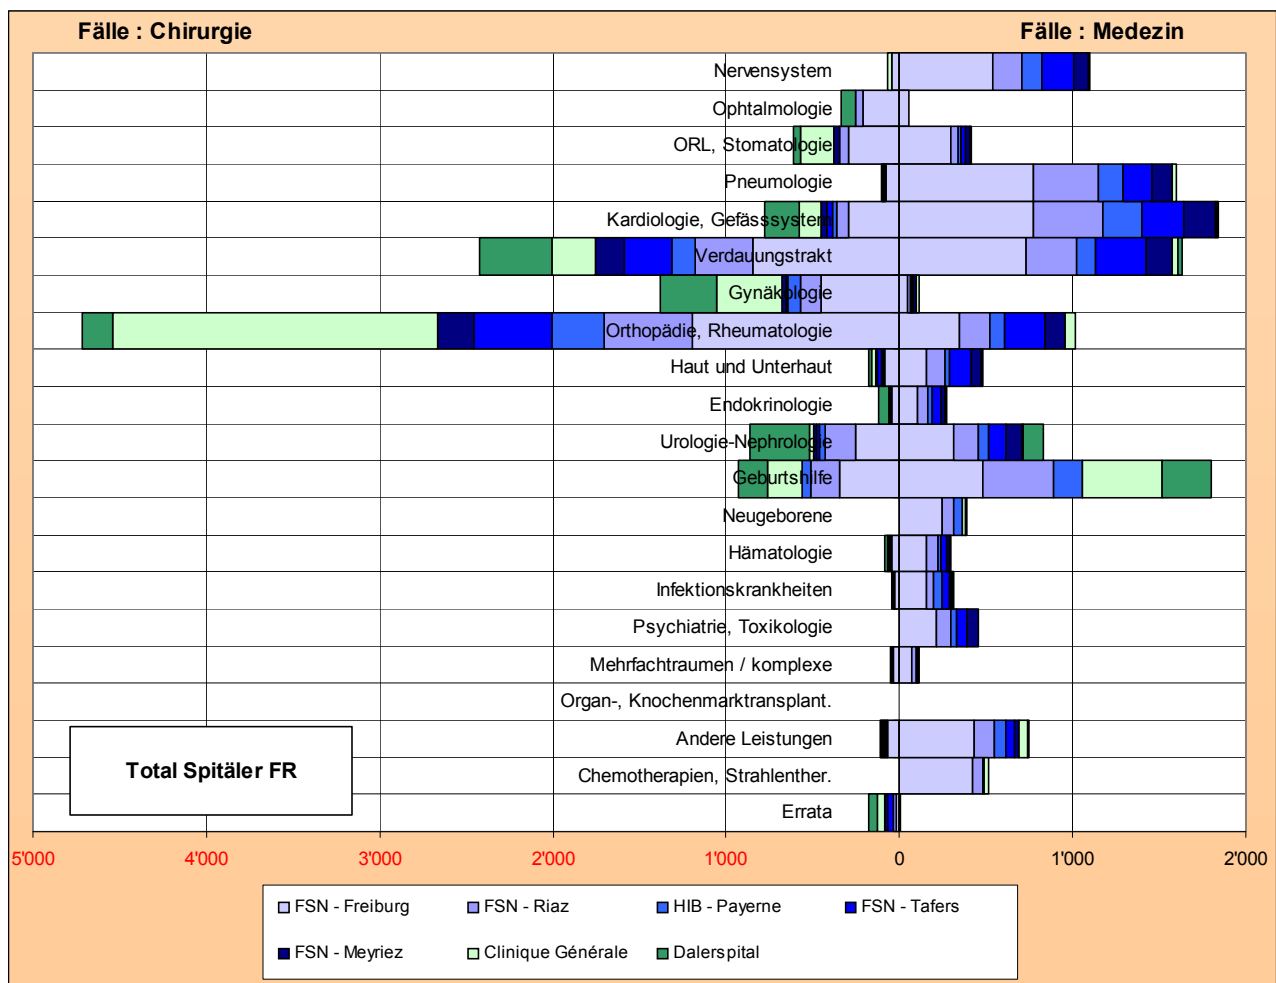 Fälle : Chirurgie
Fälle : Medezin
Nervensystem
Ophtalmologie
ORL, Stomatologie
Pneumologie
Kardiologie, Gefässsystem
Verdauungstrakt
Gynäkologie
Orthopädie, Rheumatologie
Haut und Unterhaut
Endokrinologie
Urologie-Nephrologie
Geburtshilfe
Neugeborene
Hämatologie
Infektionskrankheiten
Psychiatrie, Toxikologie
Mehrfachtraumen / komplexe
Organ-, Knochenmarktransplant.
Andere Leistungen
Chemotherapien, Strahlenther.
Errata
Total Spitäler FR
5'000 4'000 3'000 2'000 1'000 0 1'000 2'000
FSN - Freiburg FSN - Riaz HIB - Payerne FSN - Tafers
FSN - Meyriez Clinique Générale Dalerspital